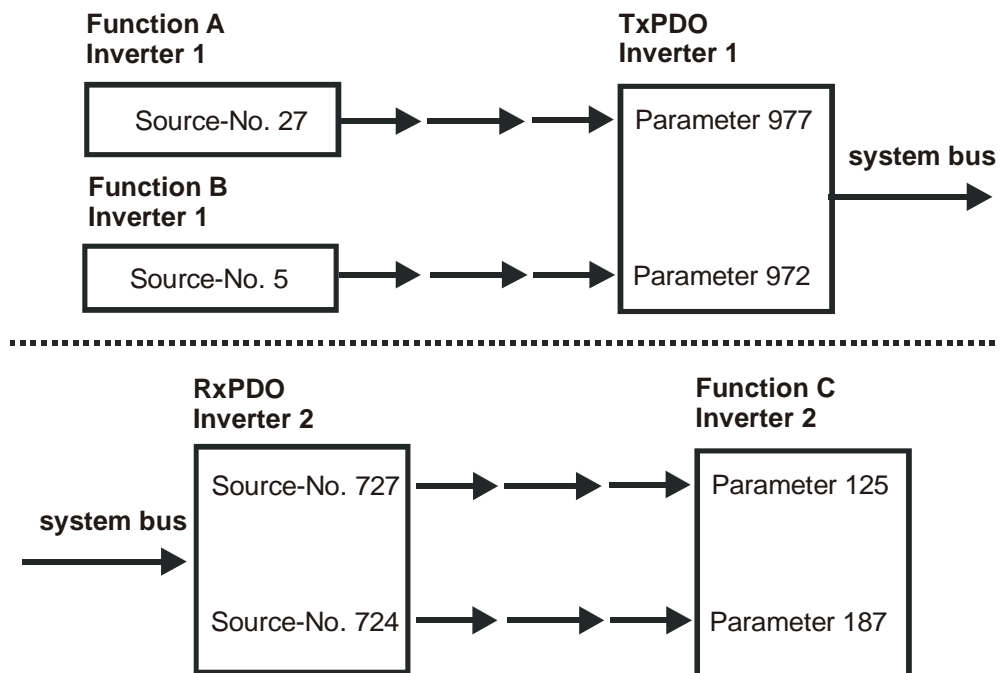 Function A
Inverter 1
TxPDO
Inverter 1
Source-No. 27
Parameter 977
system bus
Function B
Inverter 1
Source-No. 5
Parameter 972
RxPDO
Inverter 2
Function C
Inverter 2
Source-No. 727
Parameter 125
system bus
Source-No. 724
Parameter 187